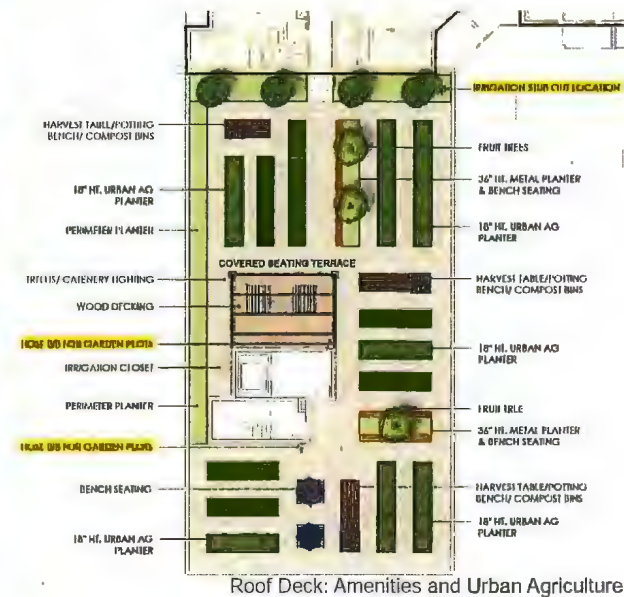 IRRIGATION STUB OUT LOCATION
HARVEST TABLE/POTTING
BENCH/ COMPOST BINS
FRUIT TREES
36" HT. METAL PLANTER
& BENCH SEATING
18" HT. URBAN AG
PLANTER
PERIMETER PLANTER
18" HT. URBAN AG
PLANTER
COVERED SEATING TERRACE
TRELLIS/ CATENERY LIGHTING
HARVEST TABLE/POTTING
BENCH/ COMPOST BINS
WOOD DECKING
HOSE BIB FOR GARDEN PLOTS
18" HT. URBAN AG
PLANTER
IRRIGATION CLOSET
PERIMETER PLANTER
FRUIT TREE
36" HT. METAL PLANTER
& BENCH SEATING
HOSE BIB FOR GARDEN PLOTS
BENCH SEATING
HARVEST TABLE/POTTING
BENCH/ COMPOST BINS
18" HT. URBAN AG
PLANTER
18" HT. URBAN AG
PLANTER
Roof Deck: Amenities and Urban Agriculture